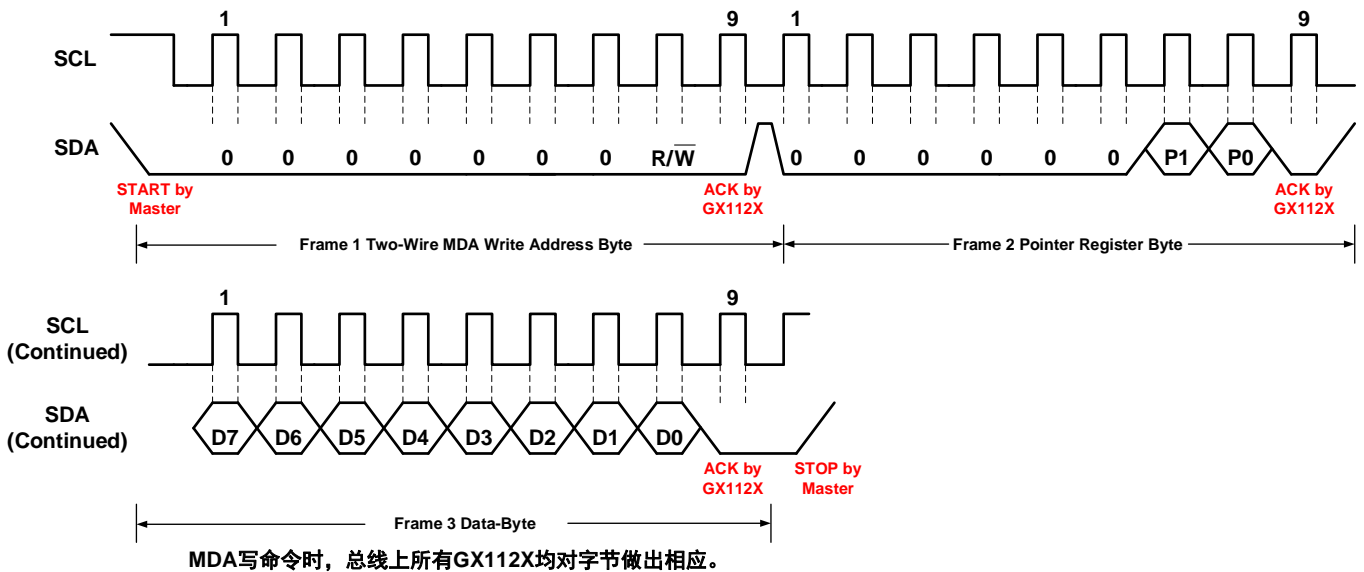 1 9 1 9
SCL
SDA
0 0 0 0 0 0 0 R/W̅ 0 0 0 0 0 0 P1 P0
START by
Master
ACK by
GX112X
ACK by
GX112X
Frame 1 Two-Wire MDA Write Address Byte
Frame 2 Pointer Register Byte
1 9
SCL
(Continued)
SDA
(Continued)
D7 D6 D5 D4 D3 D2 D1 D0
ACK by
GX112X
STOP by
Master
Frame 3 Data-Byte
MDA写命令时，总线上所有GX112X均对字节做出相应。